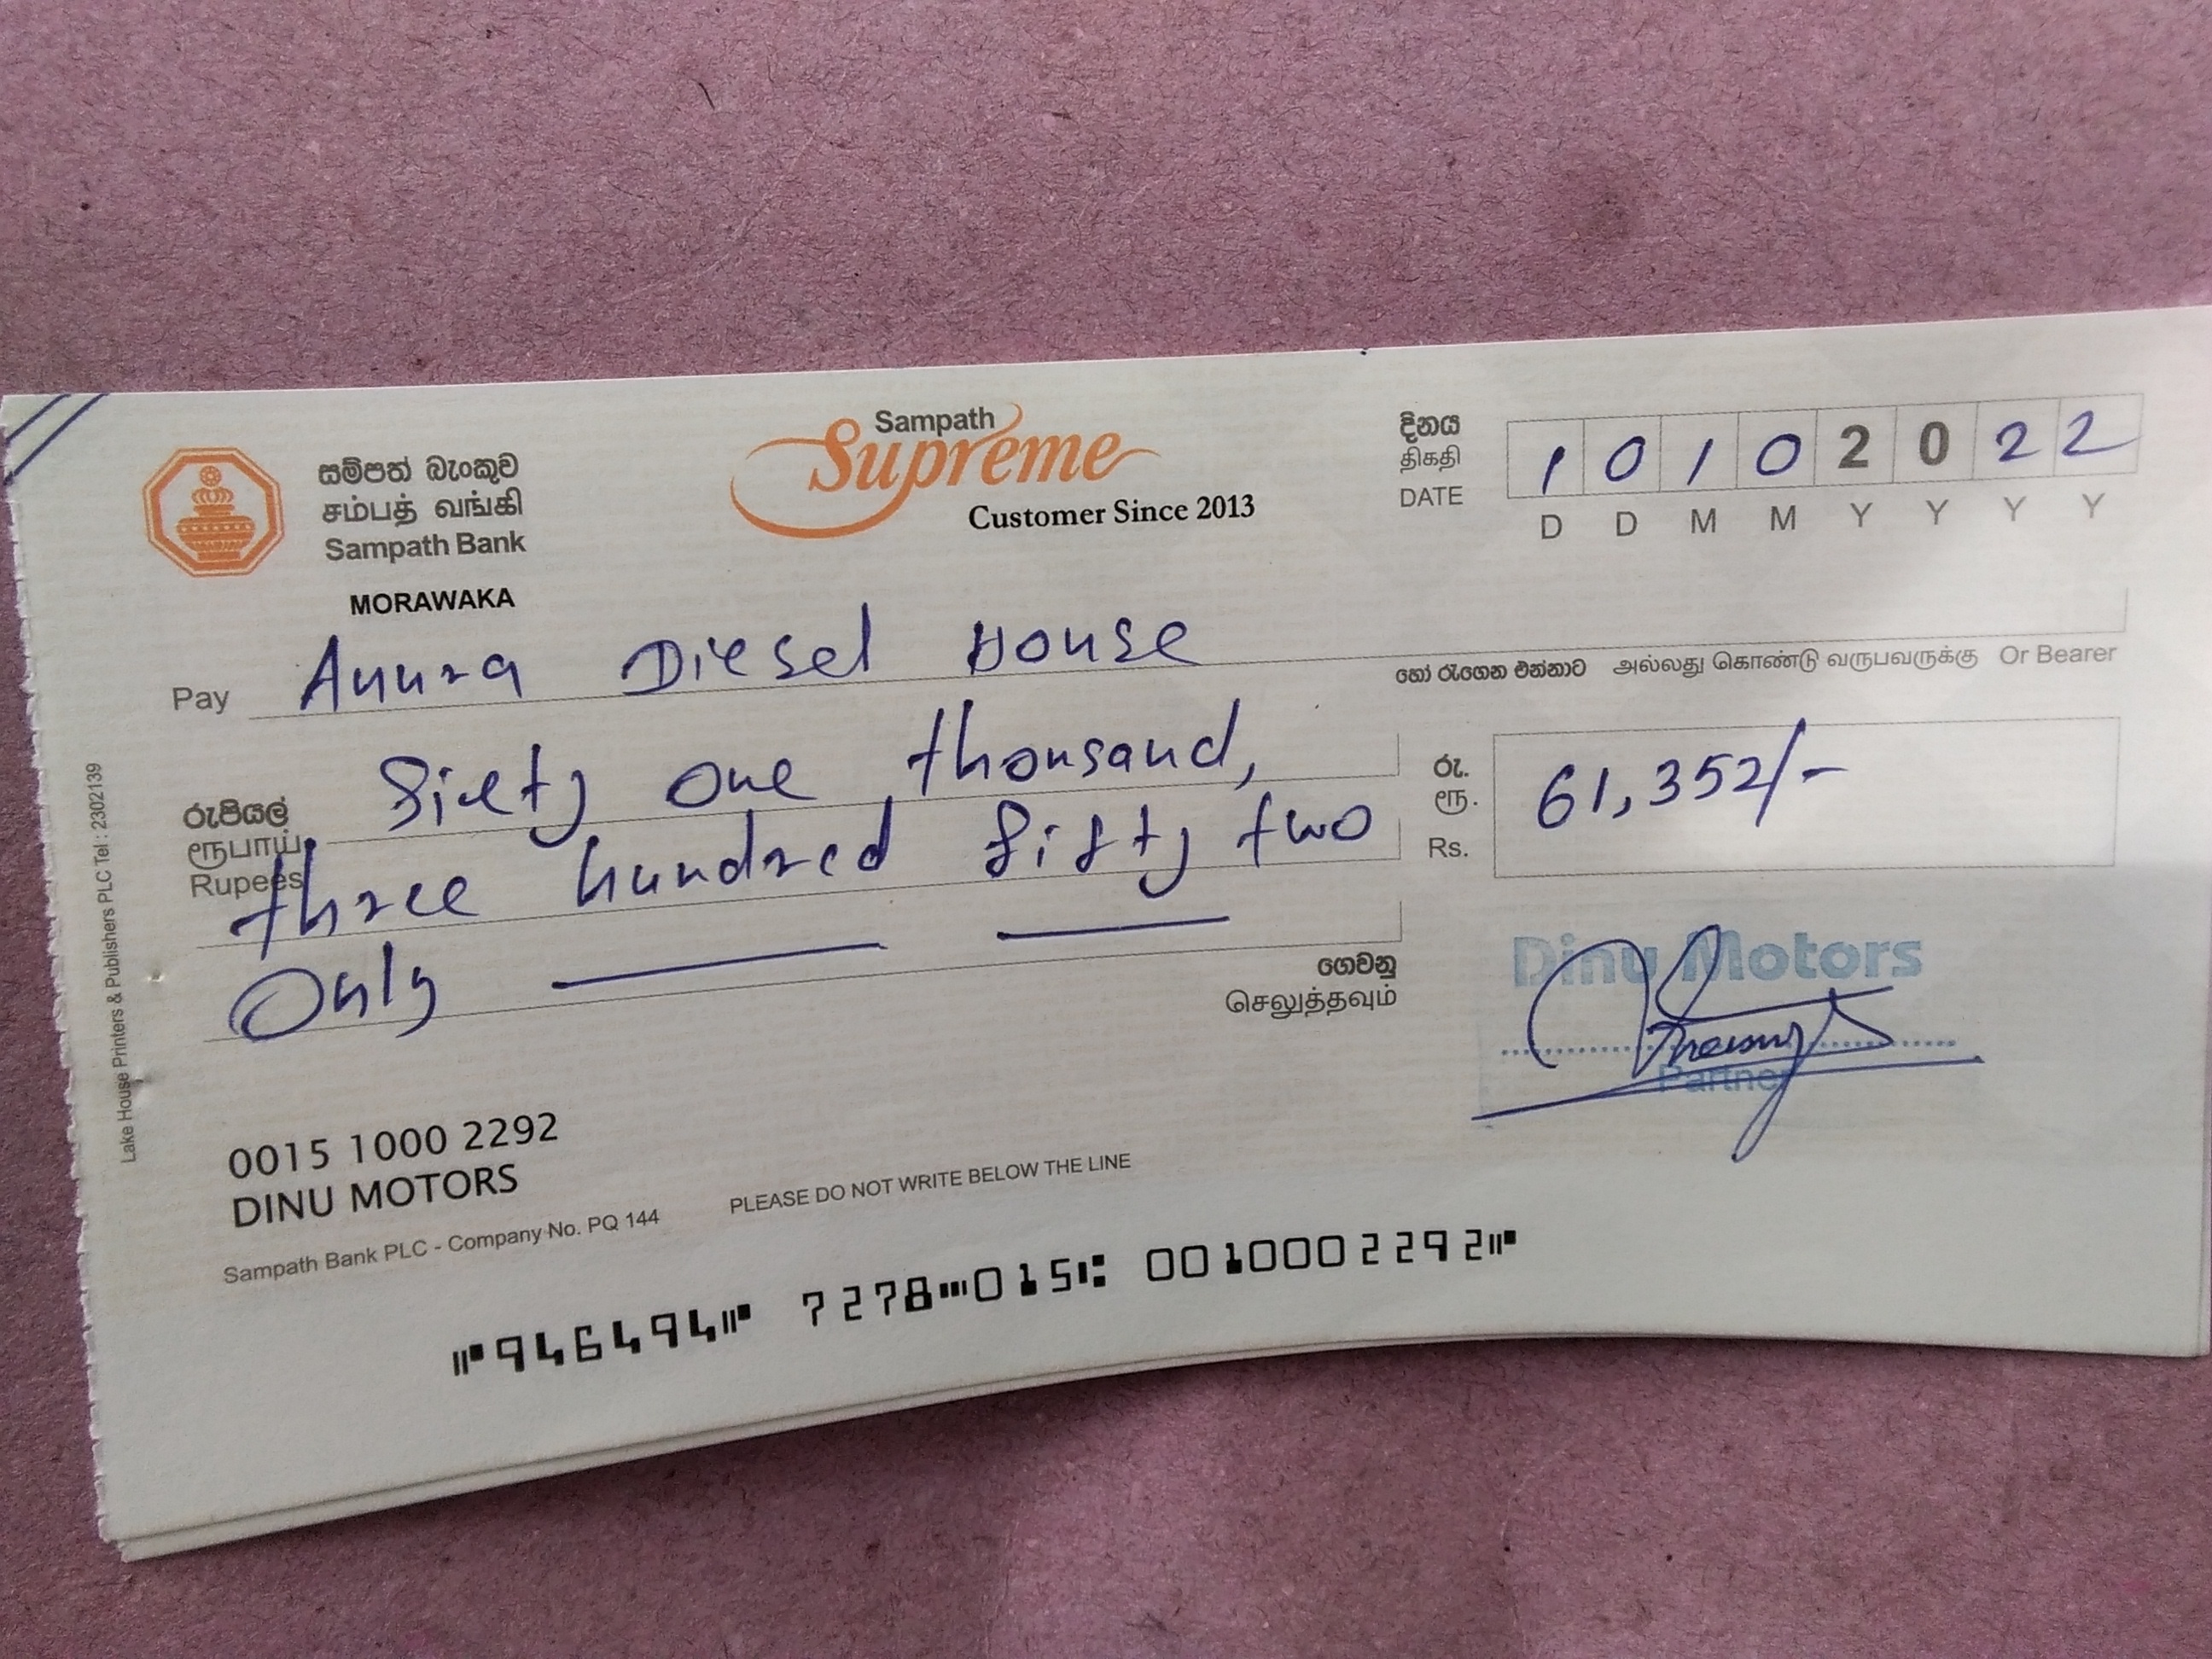 සම්පත් බැංකුව
சம்பத் வங்கி
Sampath Bank
MORAWAKA
Sampath
Supreme
Customer Since 2013
දිනය
திகதி
DATE
1 0 1 0 2 0 2 2
D D M M Y Y Y Y
Pay Anura Diesel House
හෝ රැගෙන එන්නාට அல்லது கொண்டு வருபவருக்கு Or Bearer
රුපියල්
ரூபாய்
Rupees
Sixty one thousand,
three hundred fifty two
Only
රු.
ரூ.
Rs.
61,352/-
ගෙවනු
செலுத்தவும்
Dinu Motors
Partner
Lake House Printers & Publishers PLC Tel : 2302139
0015 1000 2292
DINU MOTORS
Sampath Bank PLC - Company No. PQ 144
PLEASE DO NOT WRITE BELOW THE LINE
⑈946494⑈ 7278⑉015⑆ 0010002292⑈